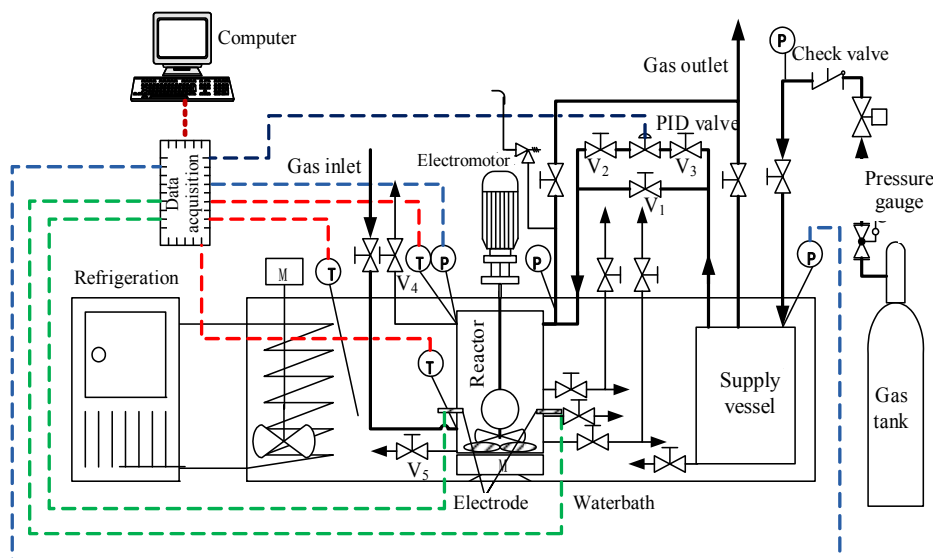 Computer
Check valve
P
Gas outlet
PID valve
Electromotor
V2
V3
Gas inlet
Data
acquisition
V1
Pressure
gauge
Refrigeration
M
T
T
P
P
P
V4
T
Reactor
Supply
vessel
Gas
tank
V5
M
Electrode
Waterbath